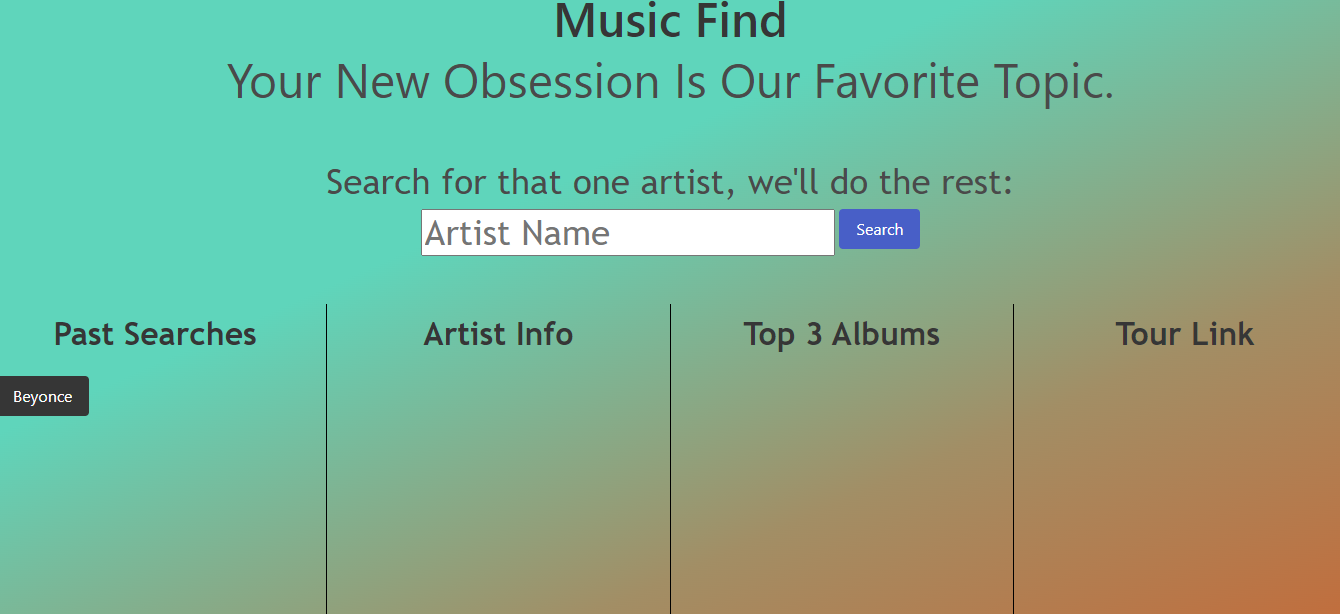 Music Find
Your New Obsession Is Our Favorite Topic.
Search for that one artist, we'll do the rest:
Artist Name
Search
Past Searches
Artist Info
Top 3 Albums
Tour Link
Beyonce